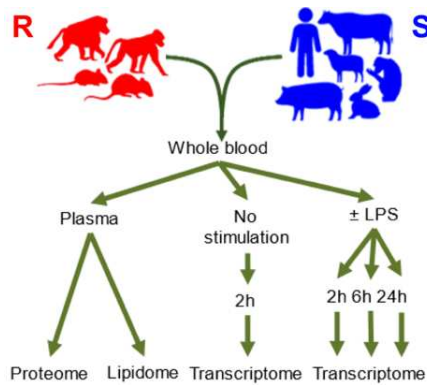 R
S
Whole blood
Plasma
No
stimulation
± LPS
2h
2h 6h 24h
Proteome
Lipidome
Transcriptome
Transcriptome